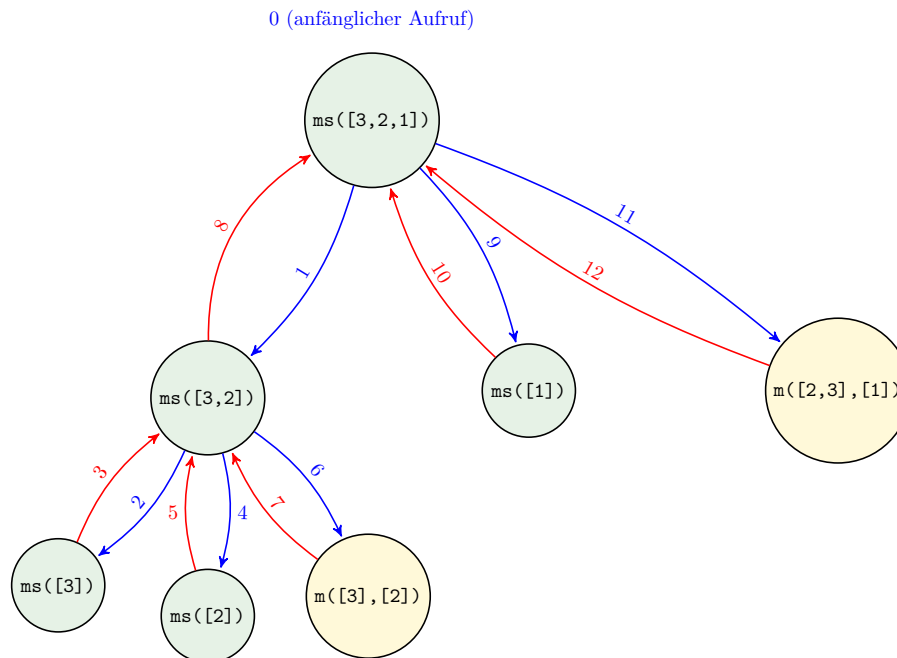 0 (anfänglicher Aufruf)
ms([3,2,1])
11
8
9
1
10
12
ms([3,2])
ms([1])
m([2,3],[1])
3
2
5
4
7
6
ms([3])
ms([2])
m([3],[2])